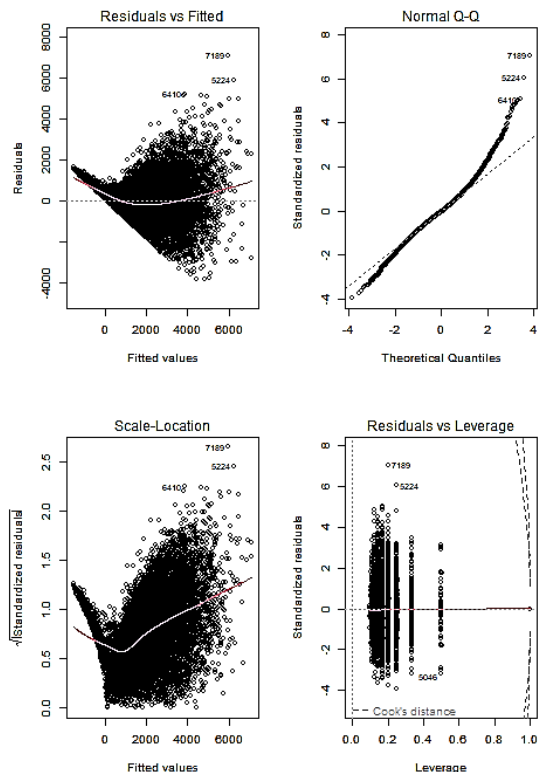 Residuals vs Fitted
Residuals
8000
6000
4000
2000
0
-4000
7189
5224
6410
0 2000 4000 6000
Fitted values
Normal Q-Q
Standardized residuals
8
6
4
2
0
-2
-4
7189
5224
6410
-4 -2 0 2 4
Theoretical Quantiles
Scale-Location
√|Standardized residuals|
2.5
2.0
1.5
1.0
0.5
0.0
7189
5224
6410
0 2000 4000 6000
Fitted values
Residuals vs Leverage
Standardized residuals
8
6
4
2
0
-2
-4
7189
5224
5046
Cook's distance
0.0 0.2 0.4 0.6 0.8 1.0
Leverage